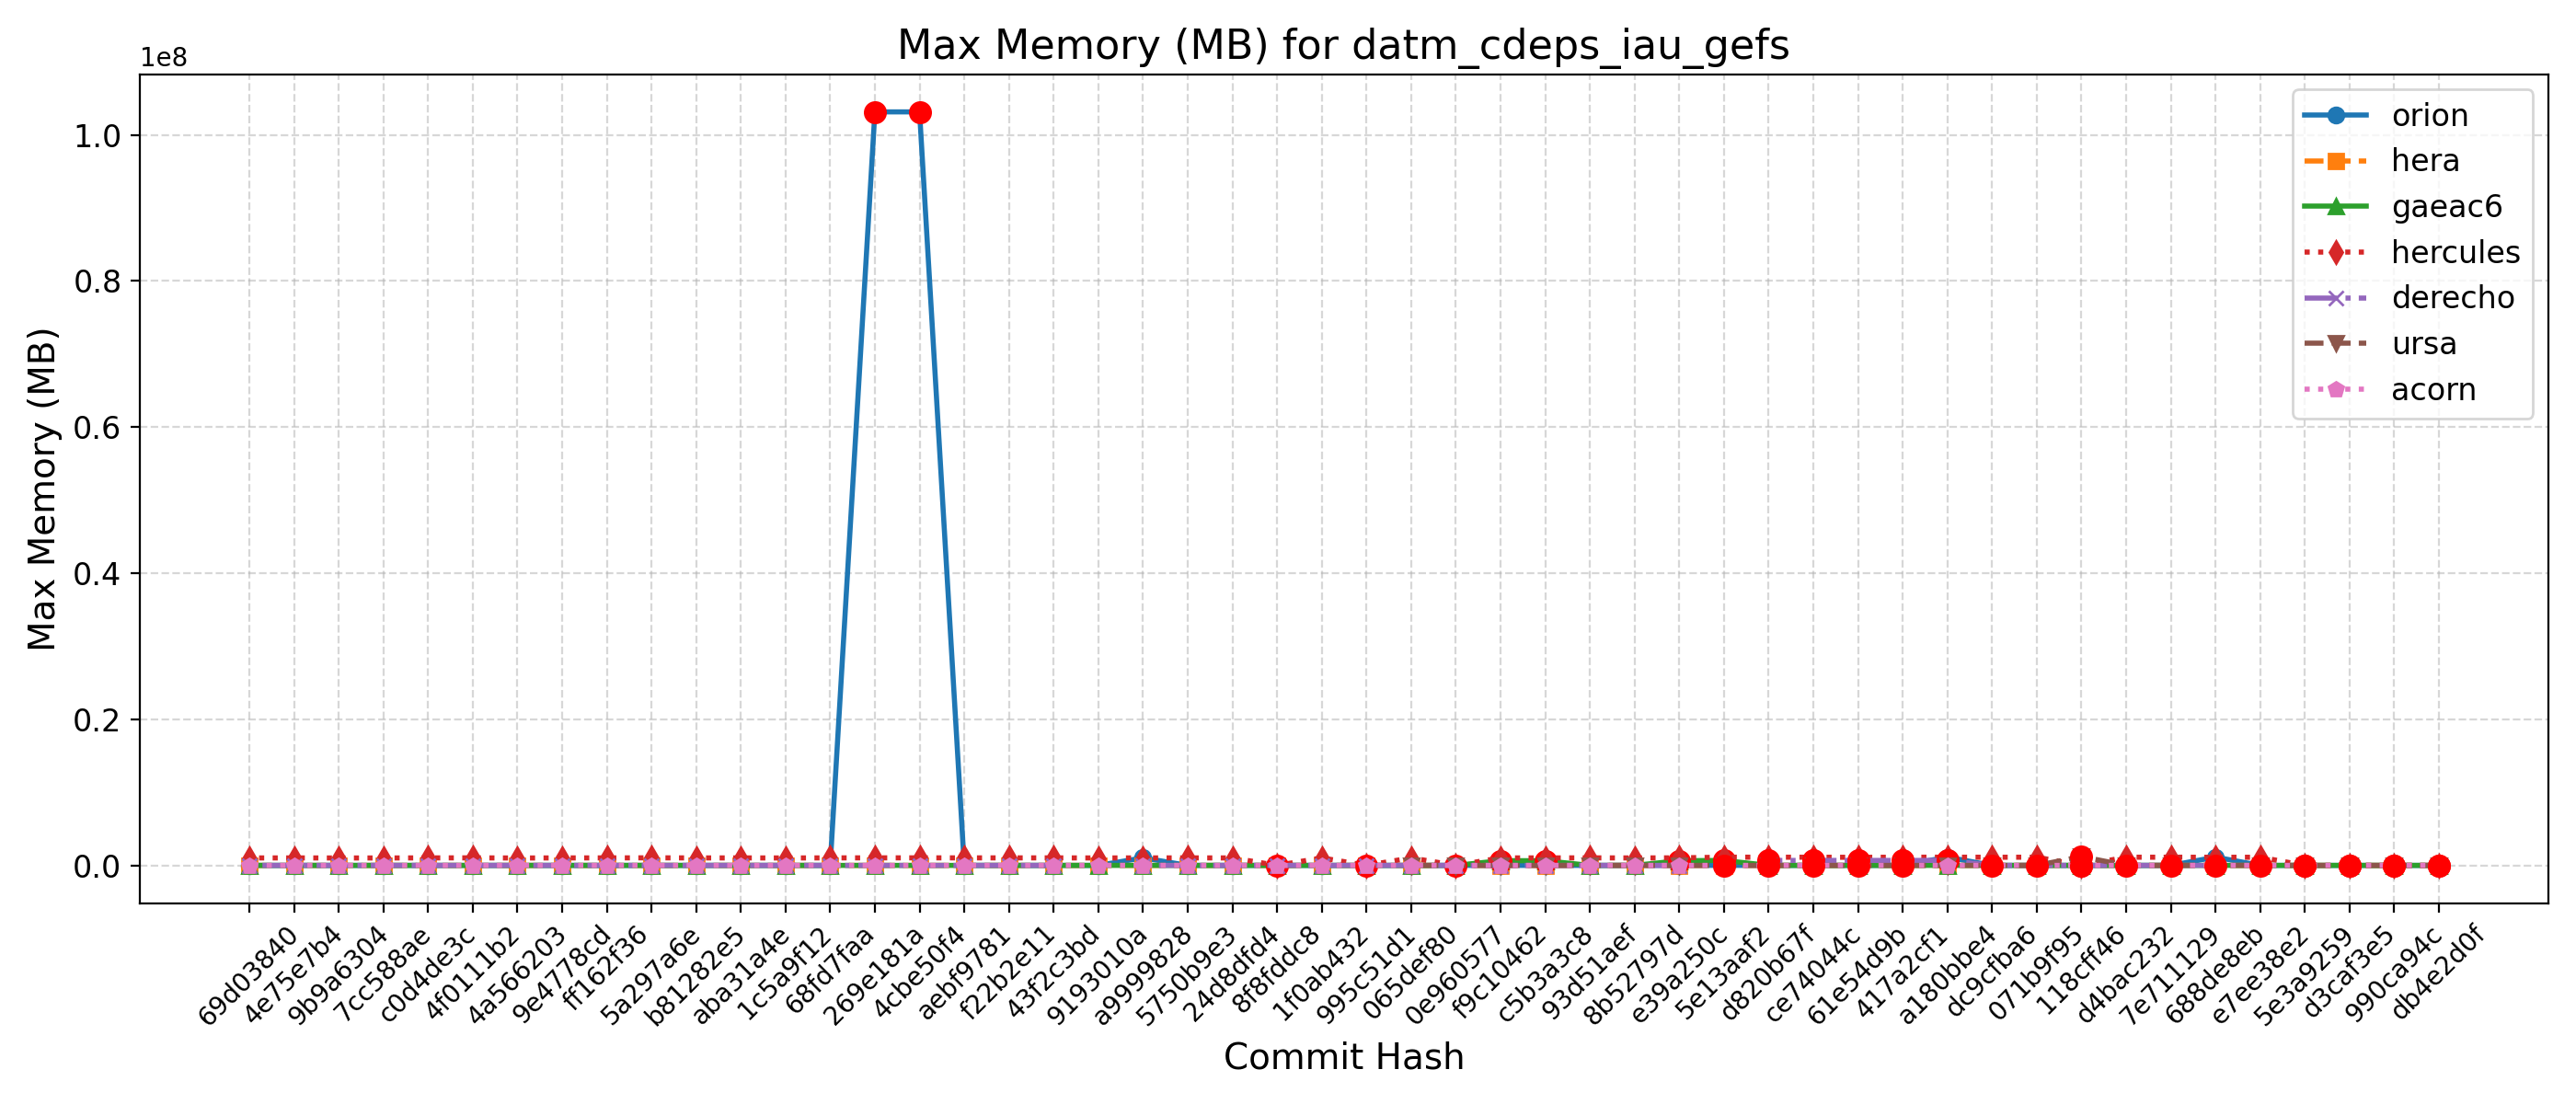 Max Memory (MB) for datm_cdeps_iau_gefs
1e8
1.0
0.8
0.6
0.4
0.2
0.0
Max Memory (MB)
orion
hera
gaeac6
hercules
derecho
ursa
acorn
69d03840
4e75e7b4
9b9a6304
7cc588ae
c0d4de3c
4f0111b2
4a566203
9e4778cd
ff162f36
5a297a6e
b81282e5
aba31a4e
1c5a9f12
68fd7faa
269e181a
4cbe50f4
aebf9781
f22b2e11
43f2c3bd
9193010a
a9999828
5750b9e3
24d8dfd4
8f8fddc8
1f0ab432
995c51d1
065def80
0e960577
f9c10462
c5b3a3c8
93d51aef
8b52797d
e39a250c
5e13aaf2
d820b67f
ce74044c
61e54d9b
417a2cf1
a180bbe4
dc9cfba6
071b9f95
118cff46
d4bac232
7e711129
688de8eb
e7ee38e2
5e3a9259
d3caf3e5
990ca94c
db4e2d0f
Commit Hash